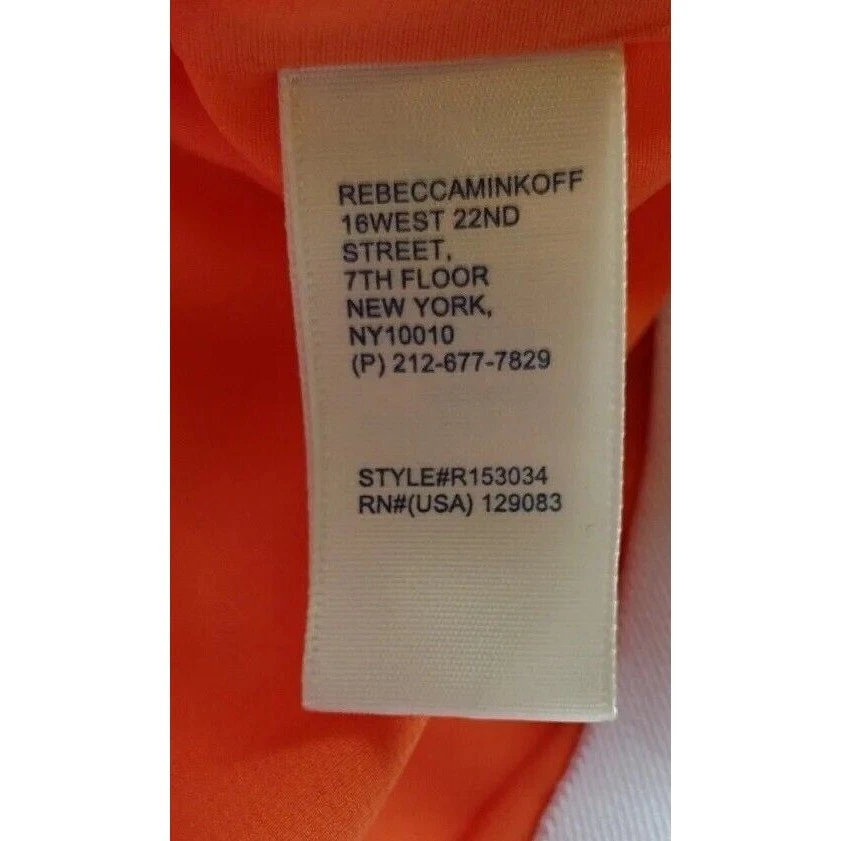 REBECCAMINKOFF
16WEST 22ND
STREET,
7TH FLOOR
NEW YORK,
NY10010
(P) 212-677-7829
STYLE#R153034
RN#(USA) 129083